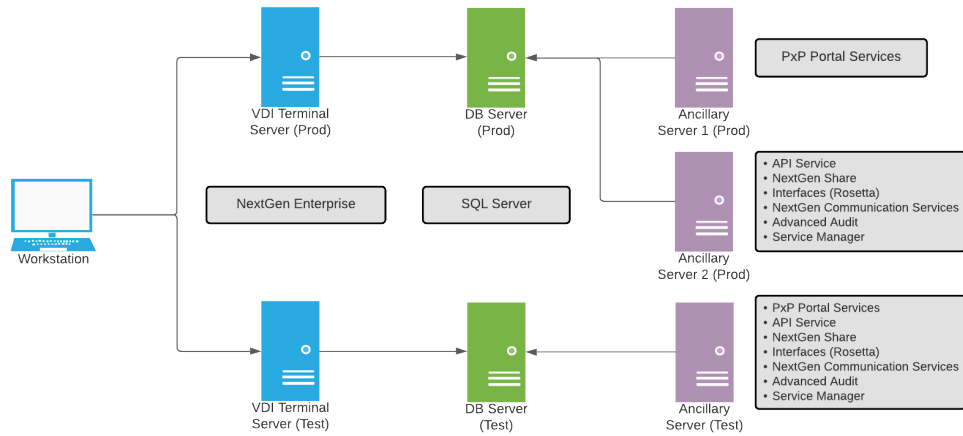 PxP Portal Services
VDI Terminal
Server (Prod)
DB Server
(Prod)
Ancillary
Server 1 (Prod)
• API Service
• NextGen Share
• Interfaces (Rosetta)
• NextGen Communication Services
• Advanced Audit
• Service Manager
NextGen Enterprise
SQL Server
Workstation
Ancillary
Server 2 (Prod)
• PxP Portal Services
• API Service
• NextGen Share
• Interfaces (Rosetta)
• NextGen Communication Services
• Advanced Audit
• Service Manager
VDI Terminal
Server (Test)
DB Server
(Test)
Ancillary
Server (Test)